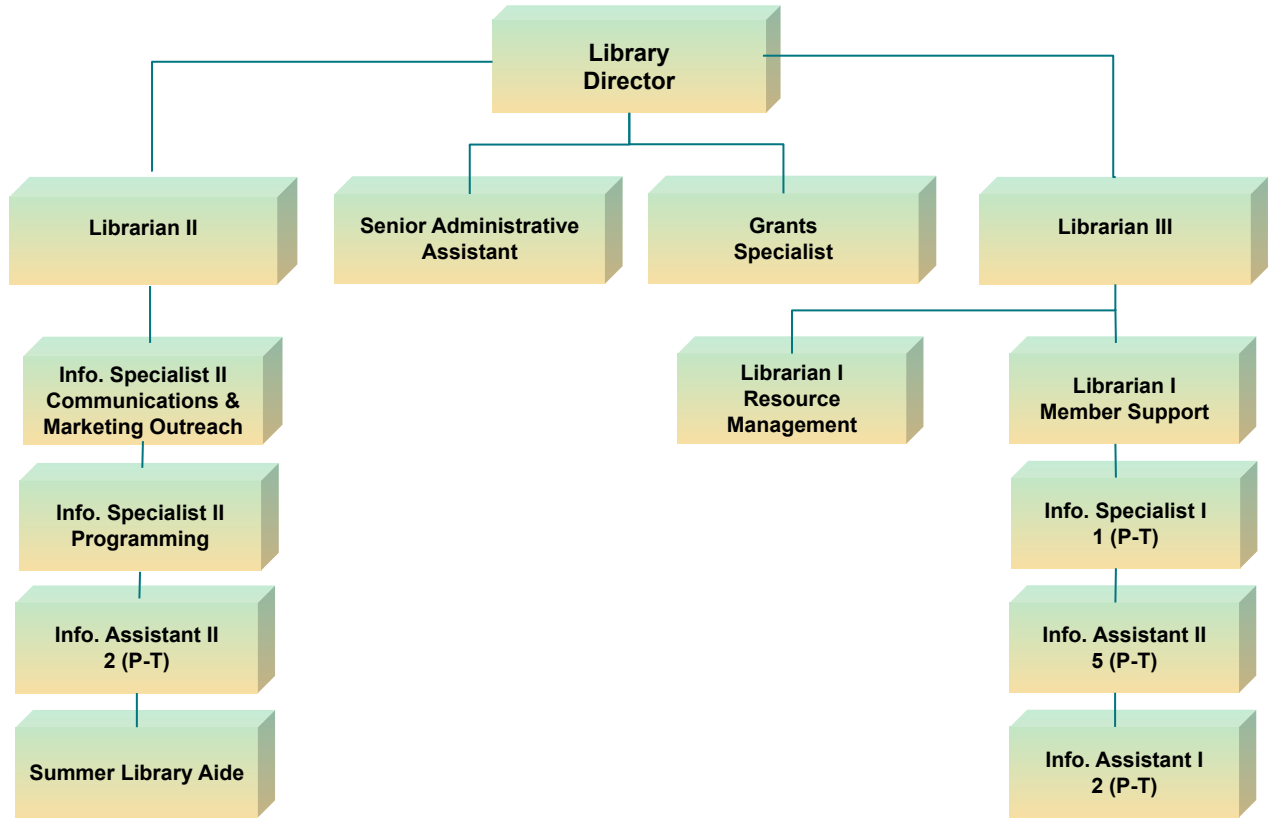 Library
Director
Librarian II
Senior Administrative
Assistant
Grants
Specialist
Librarian III
Info. Specialist II
Communications &
Marketing Outreach
Librarian I
Resource
Management
Librarian I
Member Support
Info. Specialist II
Programming
Info. Specialist I
1 (P-T)
Info. Assistant II
2 (P-T)
Info. Assistant II
5 (P-T)
Summer Library Aide
Info. Assistant I
2 (P-T)